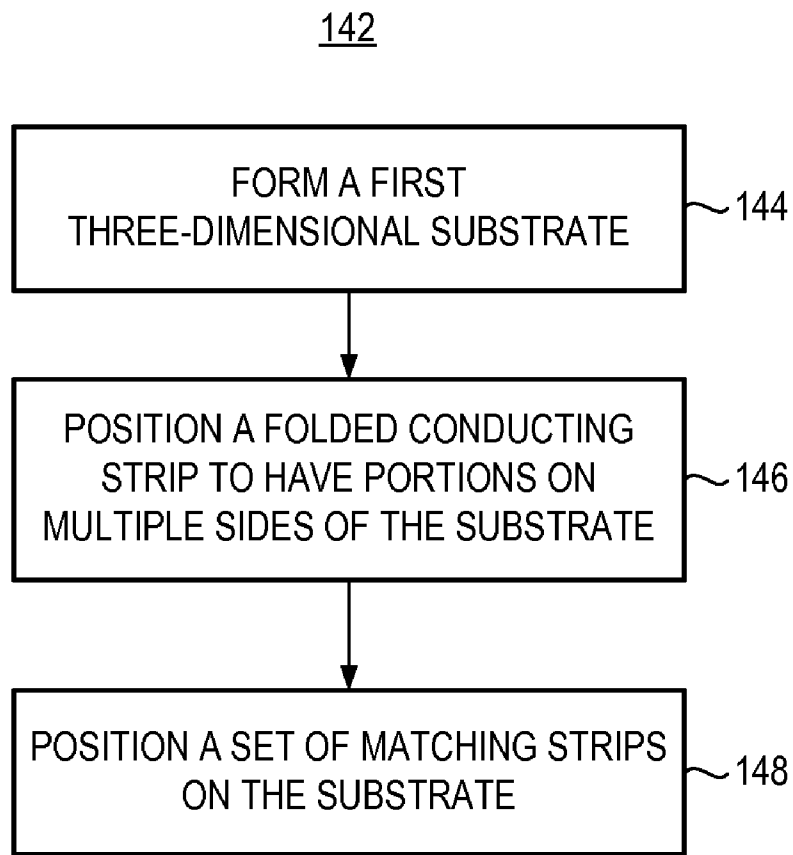 142
FORM A FIRST
THREE-DIMENSIONAL SUBSTRATE
144
POSITION A FOLDED CONDUCTING
STRIP TO HAVE PORTIONS ON
MULTIPLE SIDES OF THE SUBSTRATE
146
POSITION A SET OF MATCHING STRIPS
ON THE SUBSTRATE
148